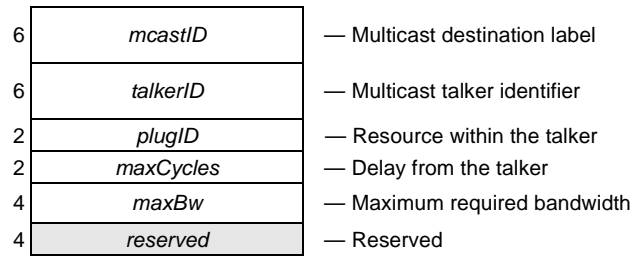 6 mcastID — Multicast destination label
6 talkerID — Multicast talker identifier
2 plugID — Resource within the talker
2 maxCycles — Delay from the talker
4 maxBw — Maximum required bandwidth
4 reserved — Reserved